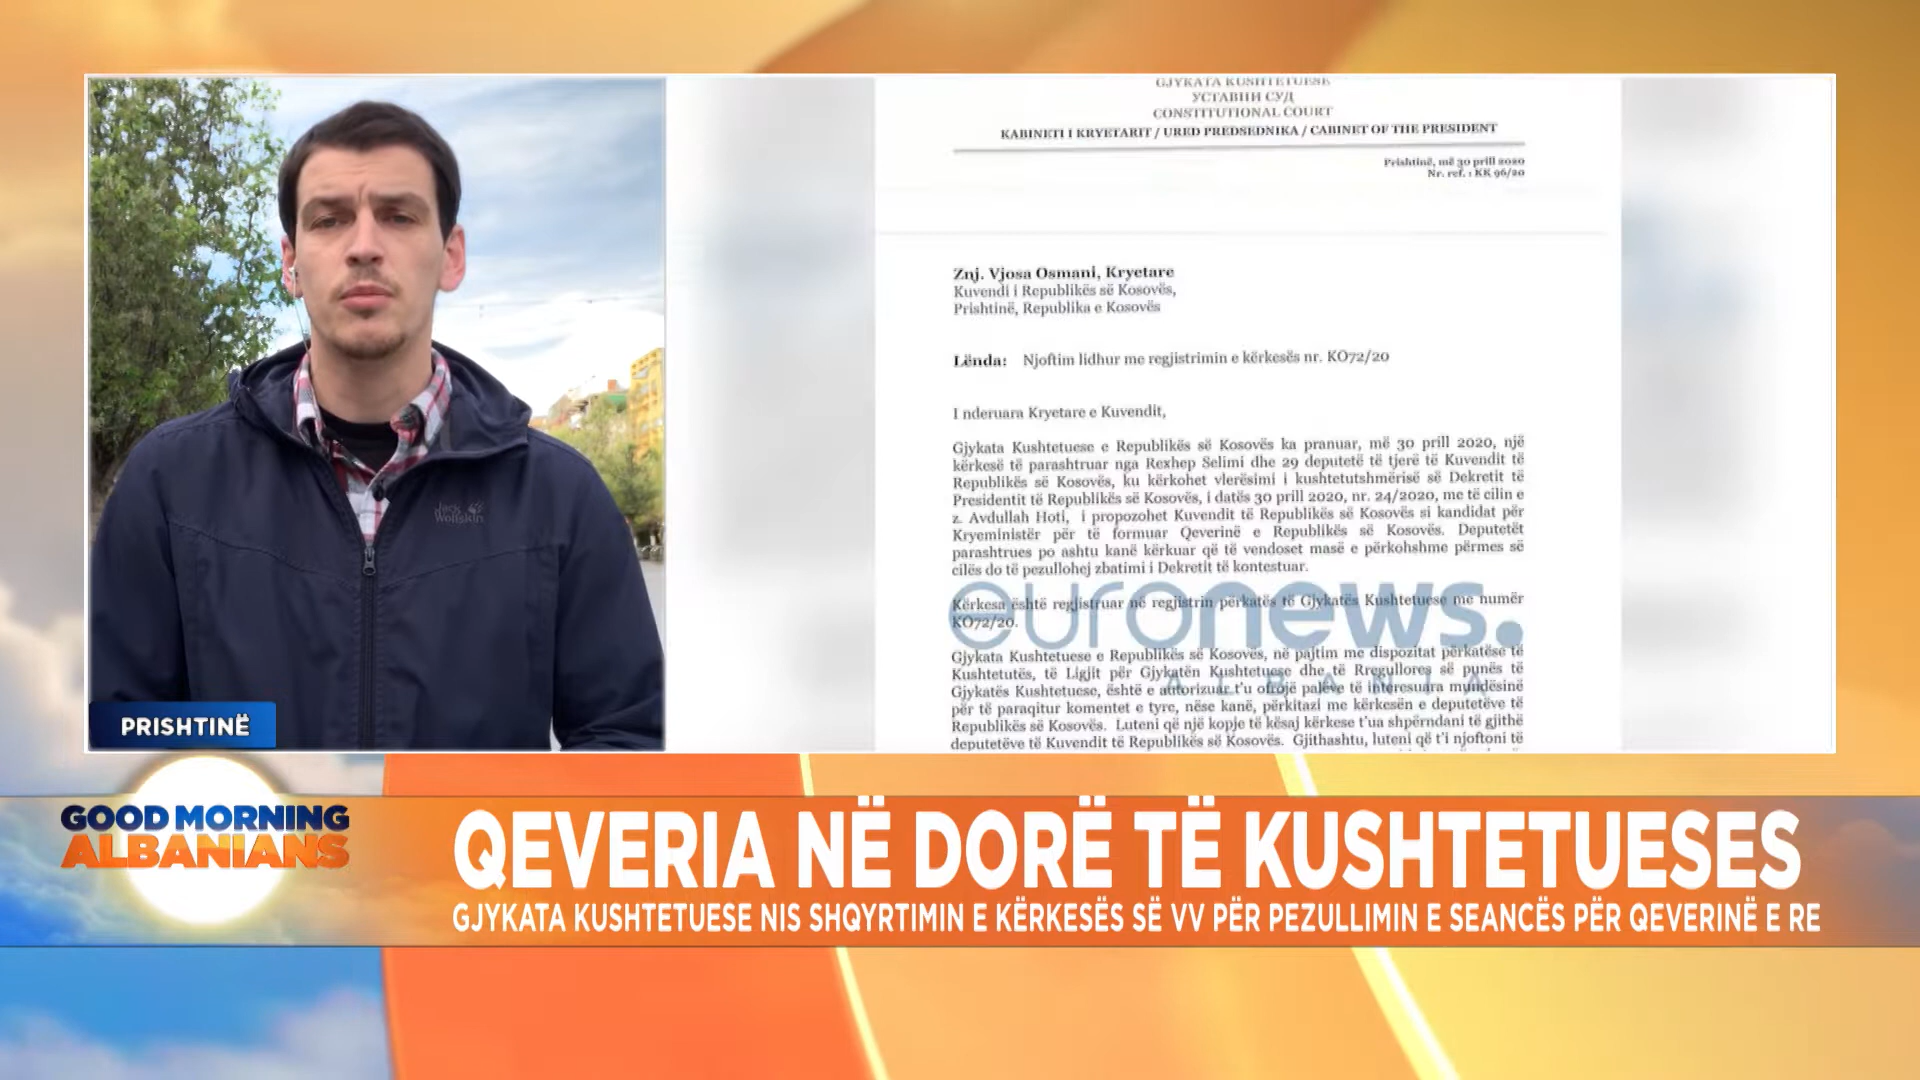 GJYKATA KUSHTETUESE
УСТАВНИ СУД
CONSTITUTIONAL COURT
KABINETI I KRYETARIT / URED PREDSEDNIKA / CABINET OF THE PRESIDENT
Prishtinë, më 30 prill 2020
Nr. ref. : KK 96/20
Znj. Vjosa Osmani, Kryetare
Kuvendi i Republikës së Kosovës,
Prishtinë, Republika e Kosovës
Lënda: Njoftim lidhur me regjistrimin e kërkesës nr. KO72/20
I nderuara Kryetare e Kuvendit,
Gjykata Kushtetuese e Republikës së Kosovës ka pranuar, më 30 prill 2020, një
kërkesë të parashtruar nga Rexhep Selimi dhe 29 deputetë të tjerë të Kuvendit të
Republikës së Kosovës, ku kërkohet vlerësimi i kushtetutshmërisë së Dekretit të
Presidentit të Republikës së Kosovës, i datës 30 prill 2020, nr. 24/2020, me të cilin e
z. Avdullah Hoti, i propozohet Kuvendit të Republikës së Kosovës si kandidat për
Kryeministër për të formuar Qeverinë e Republikës së Kosovës. Deputetët
parashtrues po ashtu kanë kërkuar që të vendoset masë e përkohshme përmes së
cilës do të pezullohej zbatimi i Dekretit të kontestuar.
Kërkesa është regjistruar në regjistrin përkatës të Gjykatës Kushtetuese me numër
KO72/20.
euronews.
ALBANIA
Gjykata Kushtetuese e Republikës së Kosovës, në pajtim me dispozitat përkatëse të
Kushtetutës, të Ligjit për Gjykatën Kushtetuese dhe të Rregullores së punës të
Gjykatës Kushtetuese, është e autorizuar t'u ofrojë palëve të interesuara mundësinë
për të paraqitur komentet e tyre, nëse kanë, përkitazi me kërkesën e deputetëve të
Republikës së Kosovës. Luteni që një kopje të kësaj kërkese t'ua shpërndani të gjithë
deputetëve të Kuvendit të Republikës së Kosovës. Gjithashtu, luteni që t'i njoftoni të
Jack
Wolfskin
PRISHTINË
GOOD MORNING
ALBANIANS
QEVERIA NË DORË TË KUSHTETUESES
GJYKATA KUSHTETUESE NIS SHQYRTIMIN E KËRKESËS SË VV PËR PEZULLIMIN E SEANCËS PËR QEVERINË E RE